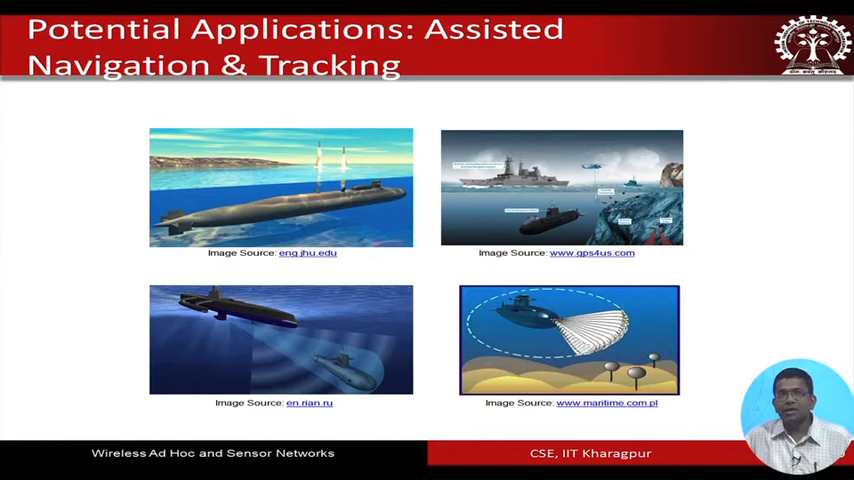 Potential Applications: Assisted
Navigation & Tracking
Image Source: eng.jhu.edu
Image Source: www.gps4us.com
Image Source: en.rian.ru
Image Source: www.maritime.com.pl
Wireless Ad Hoc and Sensor Networks
CSE, IIT Kharagpur